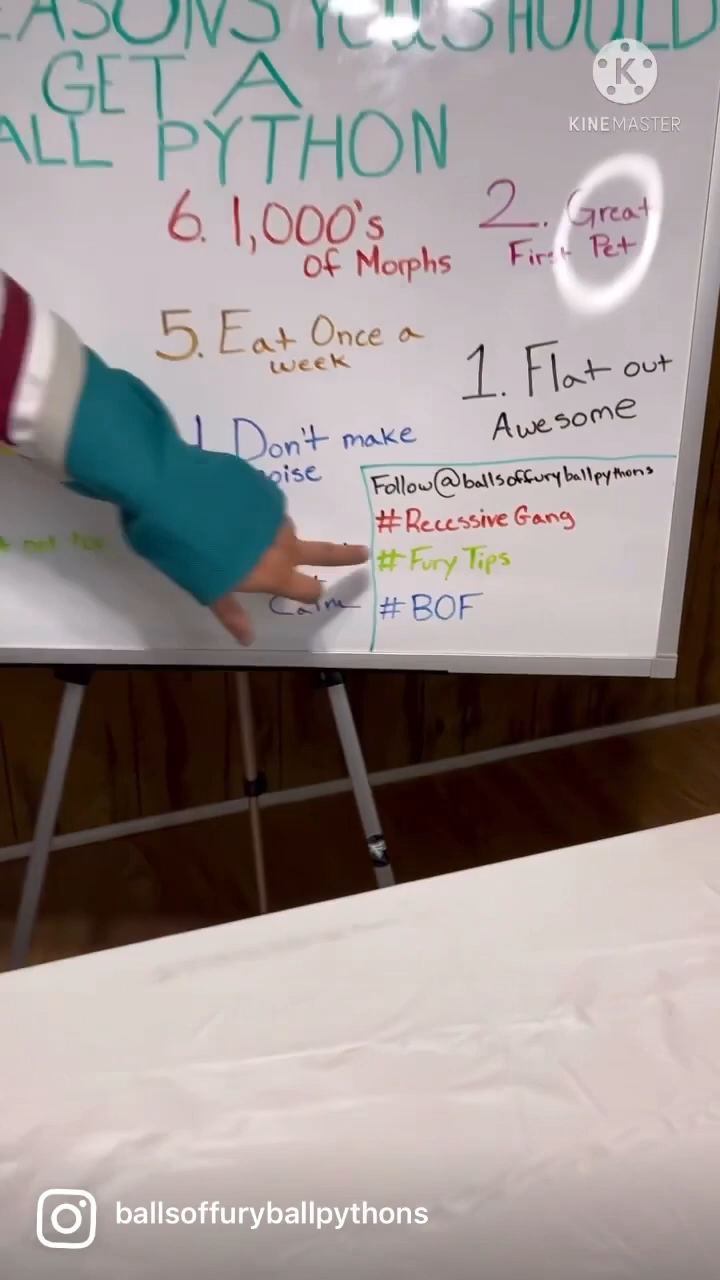 EASONS YOU SHOULD
GET A
ALL PYTHON
6. 1,000's
of Morphs
5. Eat Once a
week
Don't make
oise
Calm
2. Great
First Pet
1. Flat out
Awesome
Follow@ballsoffuryballpythons
#Recessive Gang
#Fury Tips
#BOF
K
KINEMASTER
ballsoffuryballpythons